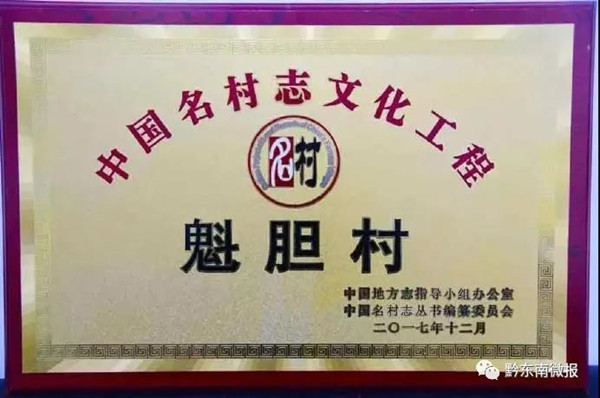 中国名村志文化工程
名村
魁胆村
中国地方志指导小组办公室
中国名村志丛书编纂委员会
二〇一七年十二月
黔东南微报